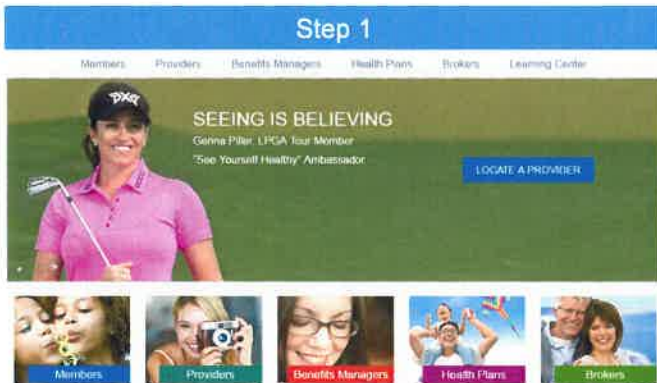 Step 1
Members Providers Benefits Managers Health Plans Brokers Learning Center
PXG
SEEING IS BELIEVING
Gerina Piller, LPGA Tour Member
"See Yourself Healthy" Ambassador
LOCATE A PROVIDER
Members Providers Benefits Managers Health Plans Brokers